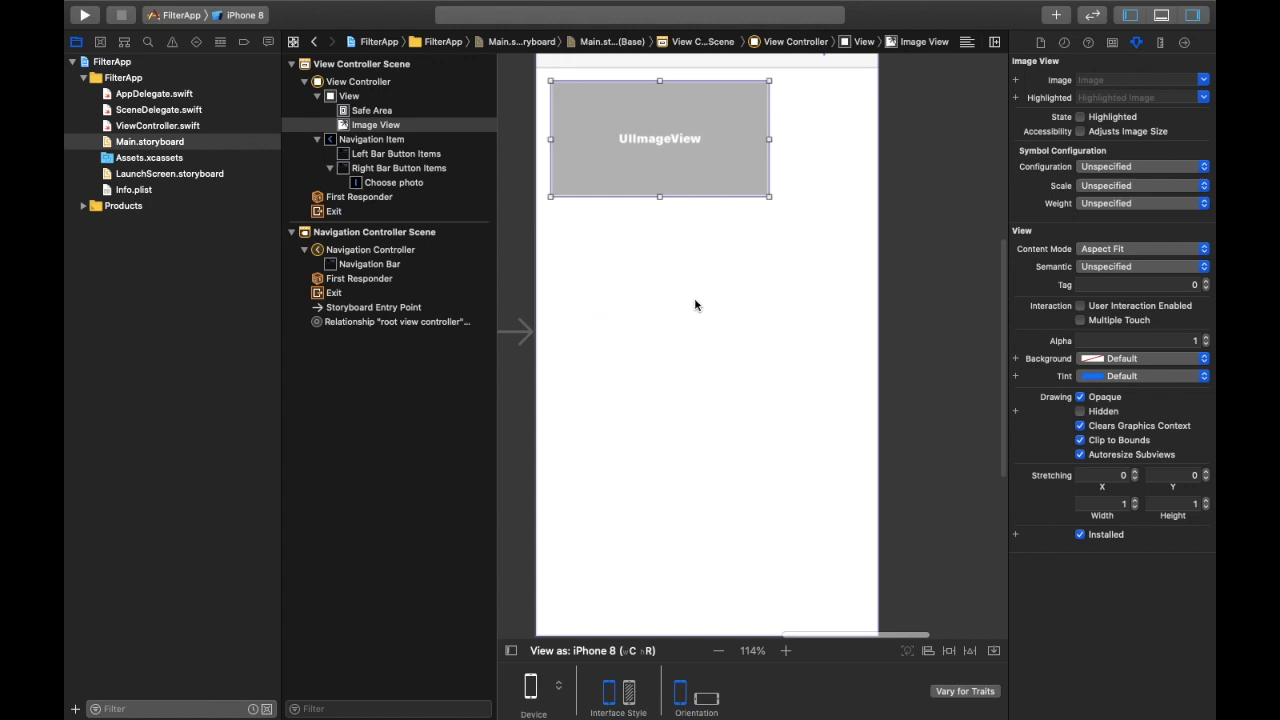 FilterApp
iPhone 8
FilterApp
FilterApp
Main.s...ryboard
Main.st...(Base)
View C...Scene
View Controller
View
Image View
FilterApp
FilterApp
AppDelegate.swift
SceneDelegate.swift
ViewController.swift
Main.storyboard
Assets.xcassets
LaunchScreen.storyboard
Info.plist
Products
View Controller Scene
View Controller
View
Safe Area
Image View
Navigation Item
Left Bar Button Items
Right Bar Button Items
Choose photo
First Responder
Exit
Navigation Controller Scene
Navigation Controller
Navigation Bar
First Responder
Exit
Storyboard Entry Point
Relationship "root view controller"...
UIImageView
Image View
Image Image
Highlighted Highlighted Image
State Highlighted
Accessibility Adjusts Image Size
Symbol Configuration
Configuration Unspecified
Scale Unspecified
Weight Unspecified
View
Content Mode Aspect Fit
Semantic Unspecified
Tag 0
Interaction User Interaction Enabled
Multiple Touch
Alpha 1
Background Default
Tint Default
Drawing Opaque
Hidden
Clears Graphics Context
Clip to Bounds
Autoresize Subviews
Stretching 0 0
X Y
1 1
Width Height
Installed
View as: iPhone 8 (wC hR)
114%
Vary for Traits
Device
Interface Style
Orientation
Filter
Filter